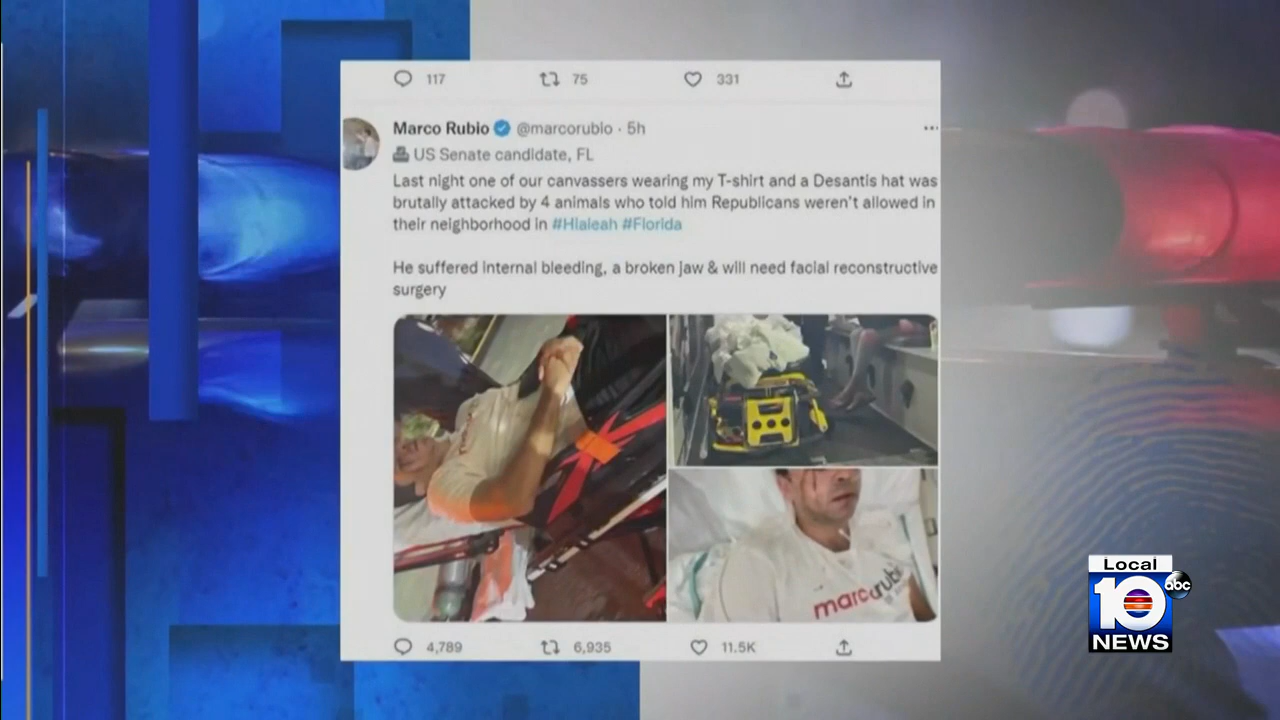 117 75 331
Marco Rubio @marcorubio · 5h ...
US Senate candidate, FL
Last night one of our canvassers wearing my T-shirt and a Desantis hat was
brutally attacked by 4 animals who told him Republicans weren't allowed in
their neighborhood in #Hialeah #Florida
He suffered internal bleeding, a broken jaw & will need facial reconstructive
surgery
marcorubio
4,789 6,935 11.5K
Local
10
abc
NEWS